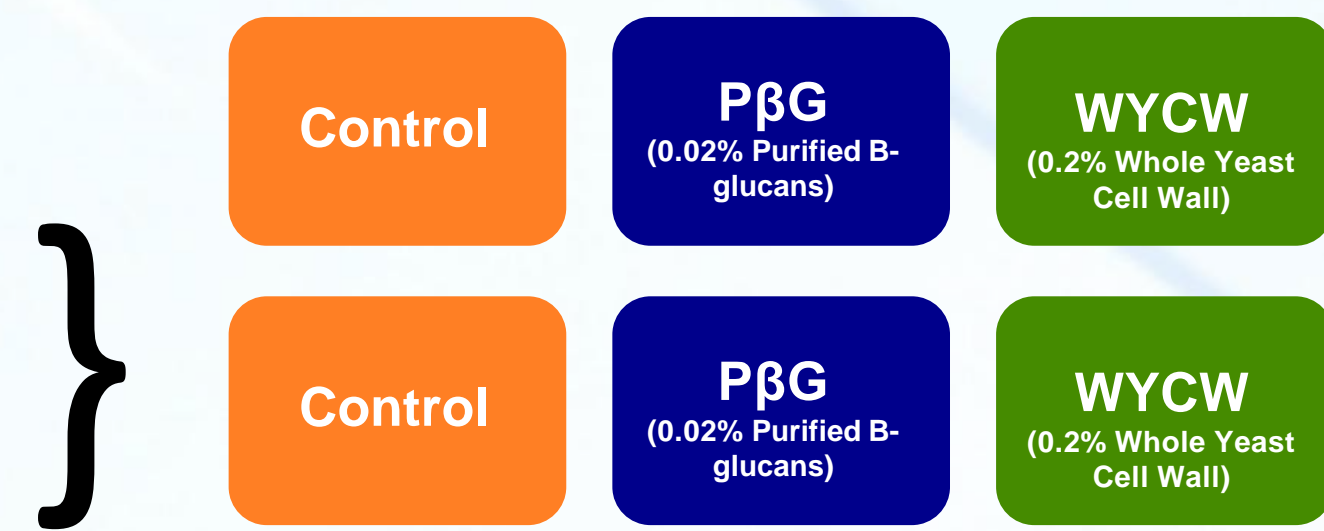 Control
PβG
(0.02% Purified B-
glucans)
WYCW
(0.2% Whole Yeast
Cell Wall)
}
Control
PβG
(0.02% Purified B-
glucans)
WYCW
(0.2% Whole Yeast
Cell Wall)